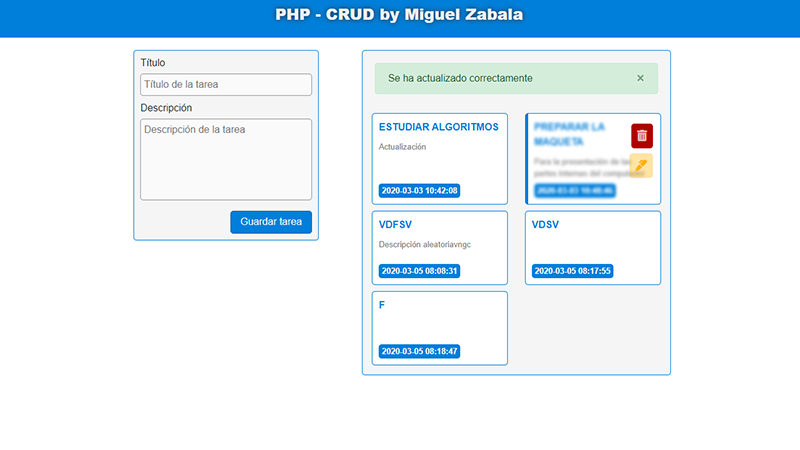 PHP - CRUD by Miguel Zabala
Título
Título de la tarea
Descripción
Descripción de la tarea
Guardar tarea
Se ha actualizado correctamente ×
ESTUDIAR ALGORITMOS
Actualización
2020-03-03 10:42:08
PREPARAR LA
MAQUETA
Para la presentación de las
partes internas del computador
VDFSV
Descripción aleatoriavngc
2020-03-05 08:08:31
VDSV
2020-03-05 08:17:55
F
2020-03-05 08:18:47